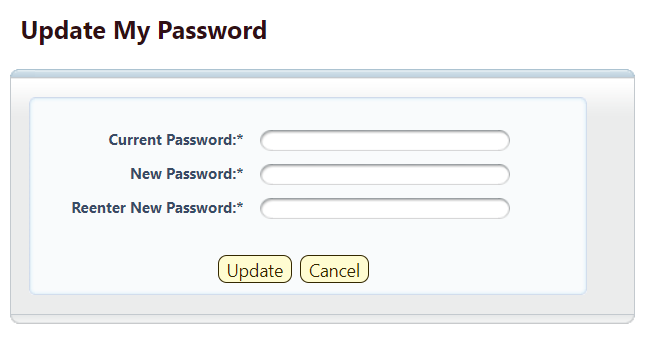 Update My Password
Current Password:*
New Password:*
Reenter New Password:*
Update Cancel